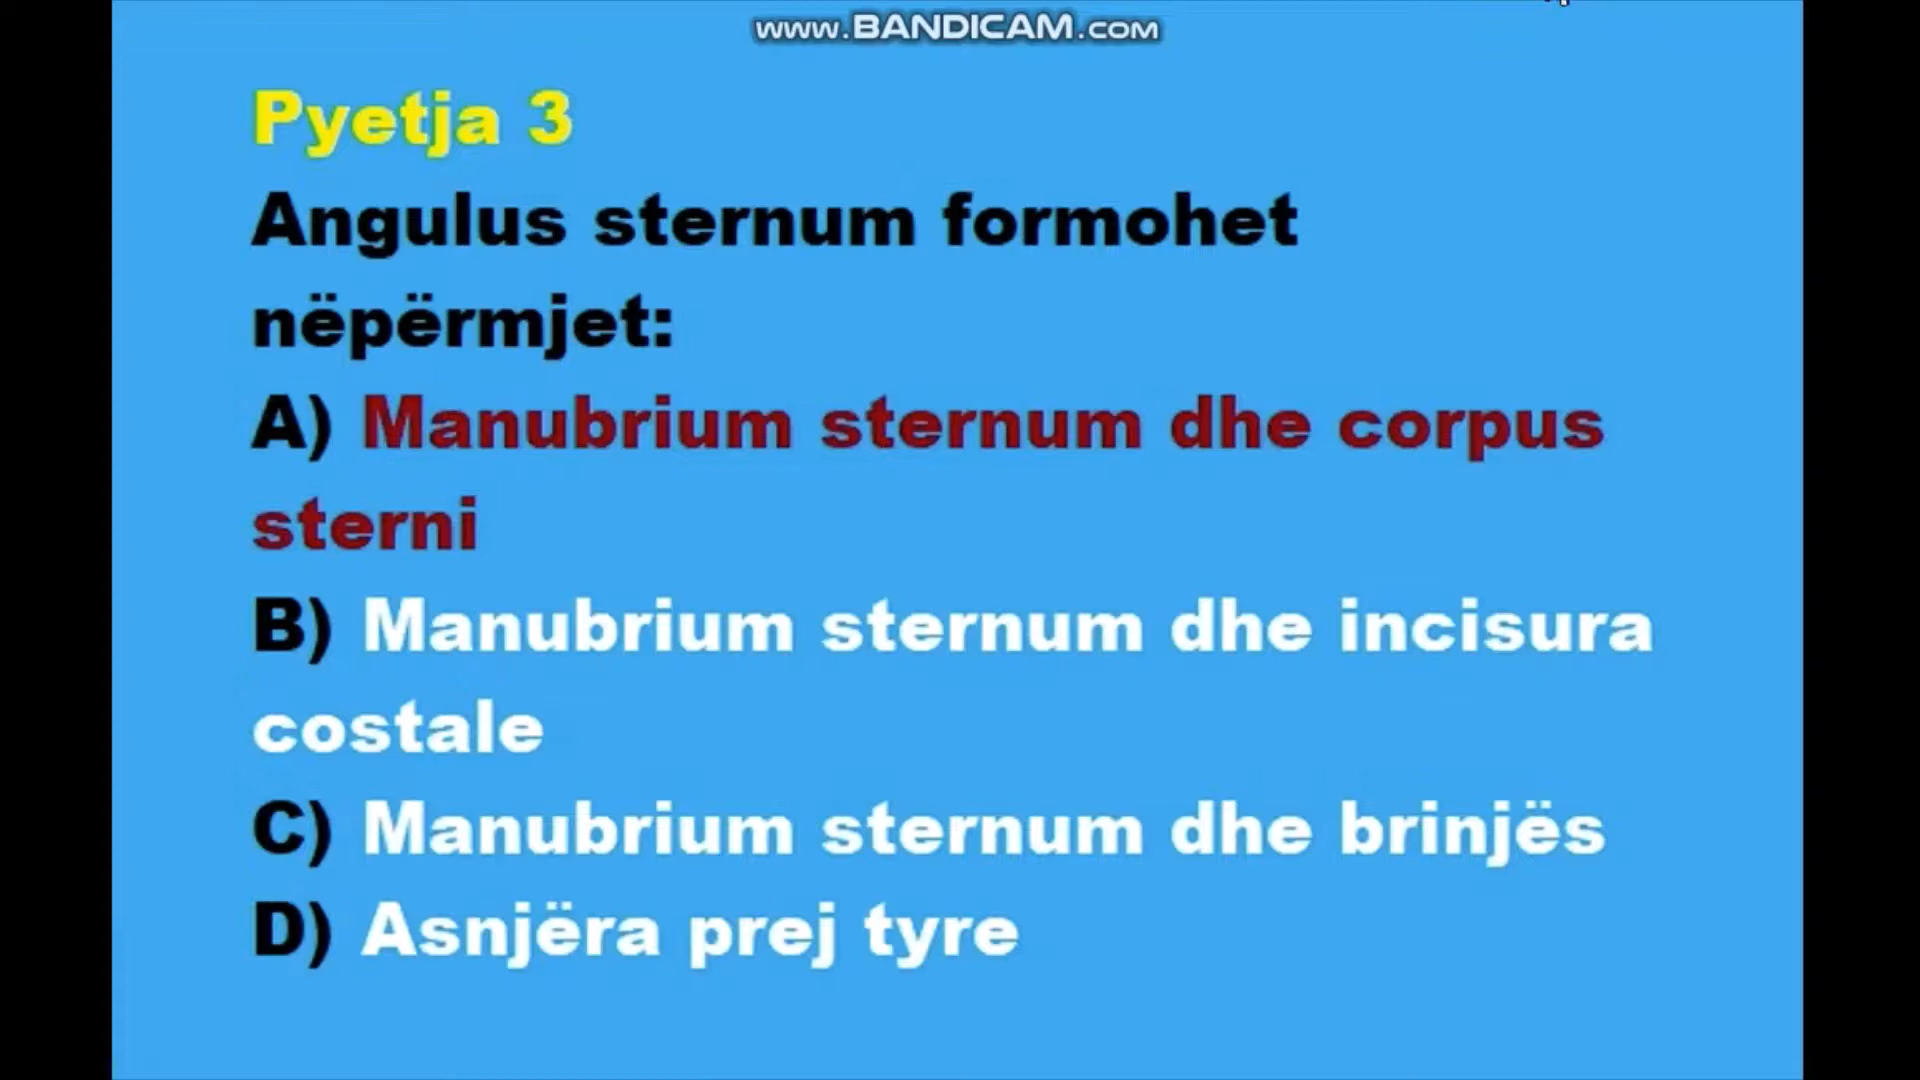 www.BANDICAM.com
Pyetja 3
Angulus sternum formohet
nëpërmjet:
A) Manubrium sternum dhe corpus
sterni
B) Manubrium sternum dhe incisura
costale
C) Manubrium sternum dhe brinjës
D) Asnjëra prej tyre